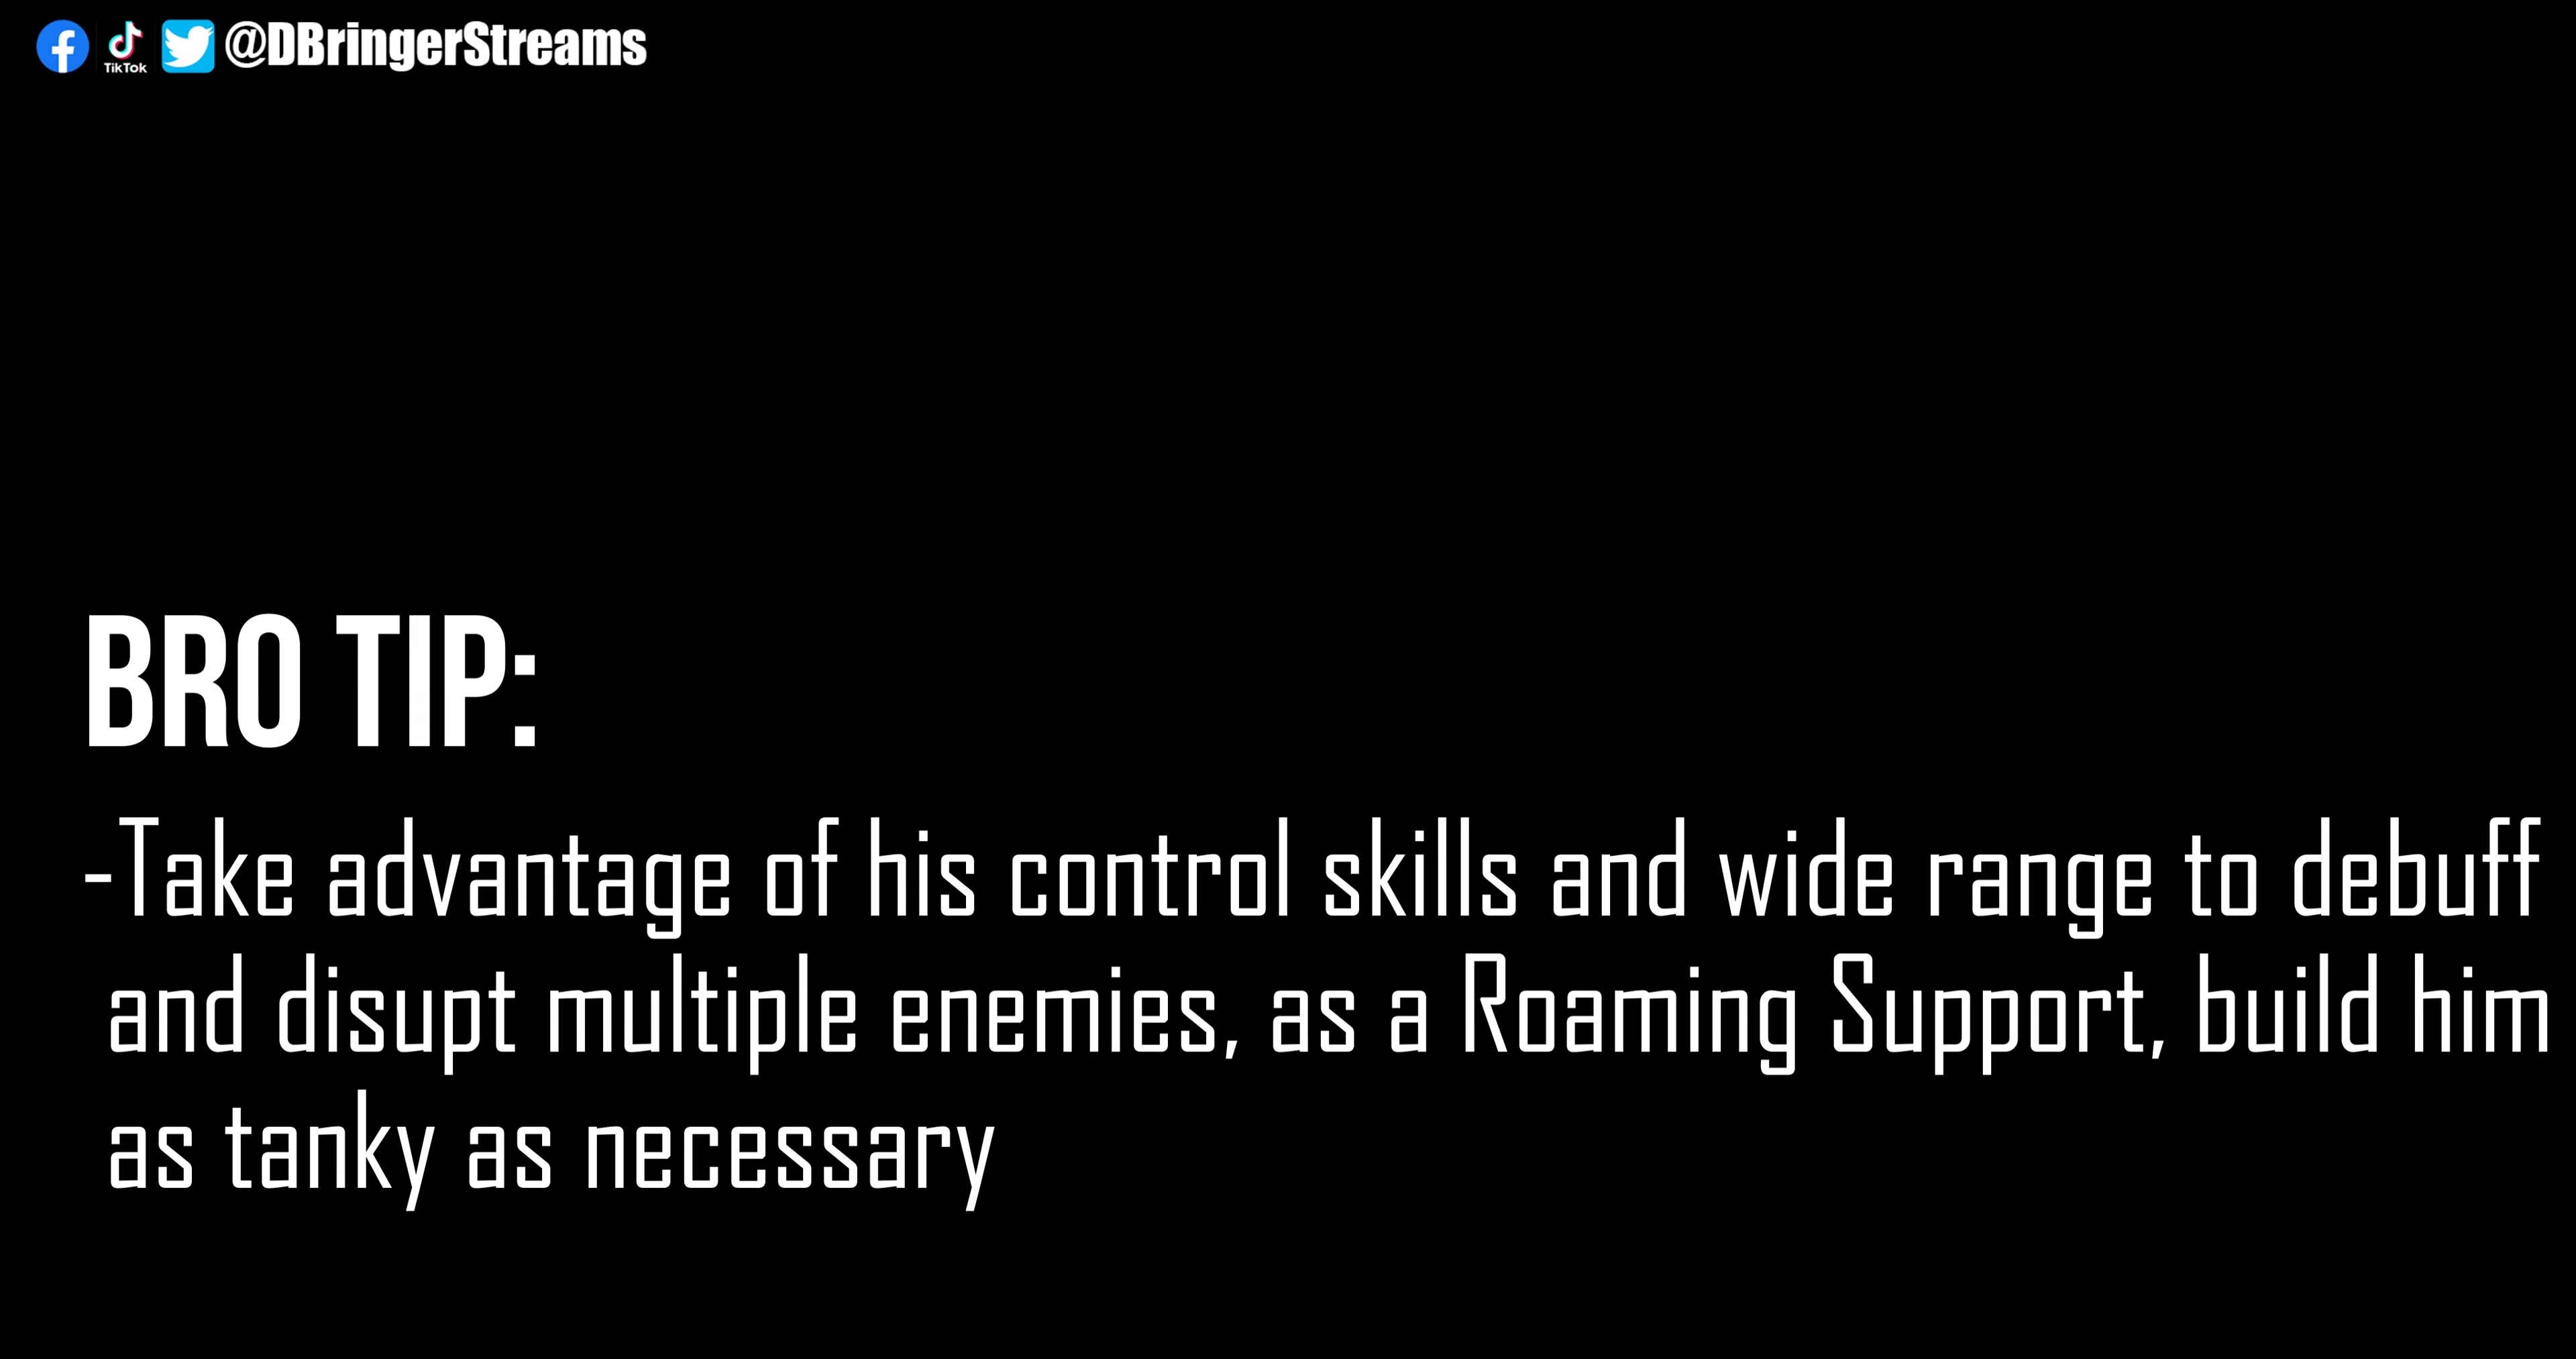 TikTok @DBringerStreams
BRO TIP:
-Take advantage of his control skills and wide range to debuff
and disupt multiple enemies, as a Roaming Support, build him
as tanky as necessary